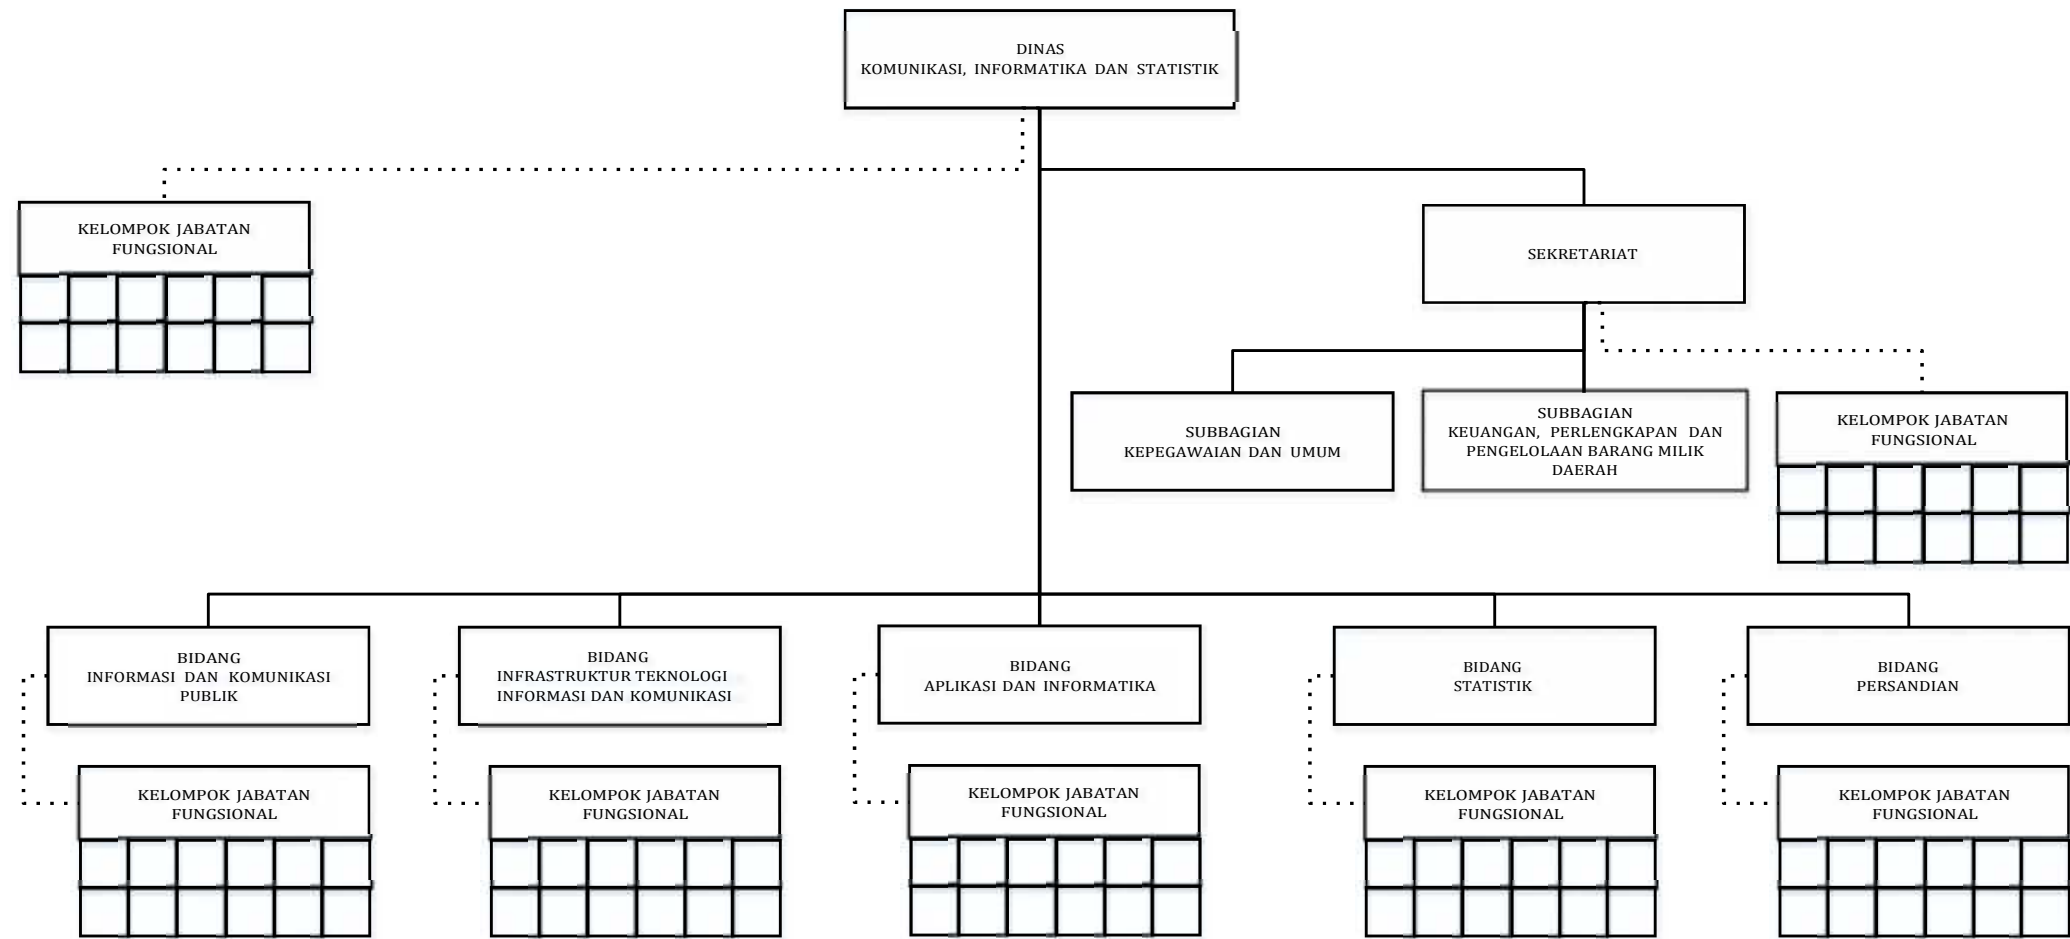 DINAS
KOMUNIKASI, INFORMATIKA DAN STATISTIK
KELOMPOK JABATAN
FUNGSIONAL
SEKRETARIAT
SUBBAGIAN
KEPEGAWAIAN DAN UMUM
SUBBAGIAN
KEUANGAN, PERLENGKAPAN DAN
PENGELOLAAN BARANG MILIK
DAERAH
KELOMPOK JABATAN
FUNGSIONAL
BIDANG
INFORMASI DAN KOMUNIKASI
PUBLIK
BIDANG
INFRASTRUKTUR TEKNOLOGI
INFORMASI DAN KOMUNIKASI
BIDANG
APLIKASI DAN INFORMATIKA
BIDANG
STATISTIK
BIDANG
PERSANDIAN
KELOMPOK JABATAN
FUNGSIONAL
KELOMPOK JABATAN
FUNGSIONAL
KELOMPOK JABATAN
FUNGSIONAL
KELOMPOK JABATAN
FUNGSIONAL
KELOMPOK JABATAN
FUNGSIONAL